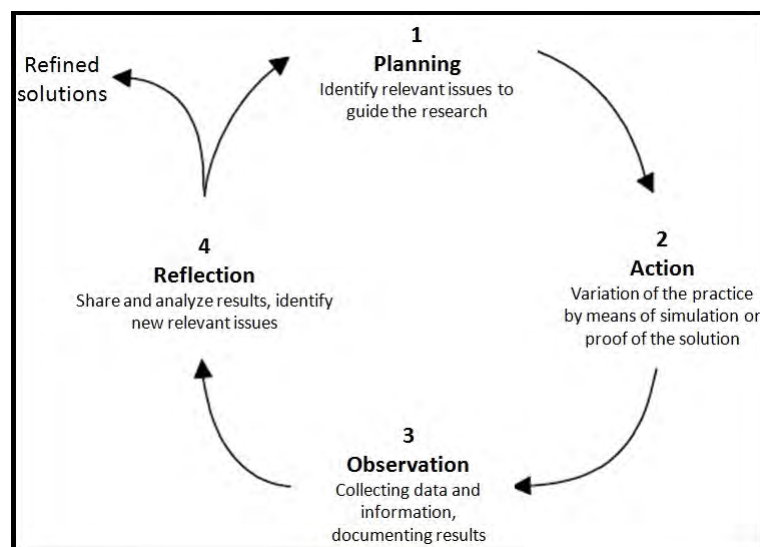 Refined
solutions
1
Planning
Identify relevant issues to
guide the research
2
Action
Variation of the practice
by means of simulation or
proof of the solution
4
Reflection
Share and analyze results, identify
new relevant issues
3
Observation
Collecting data and
information,
documenting results